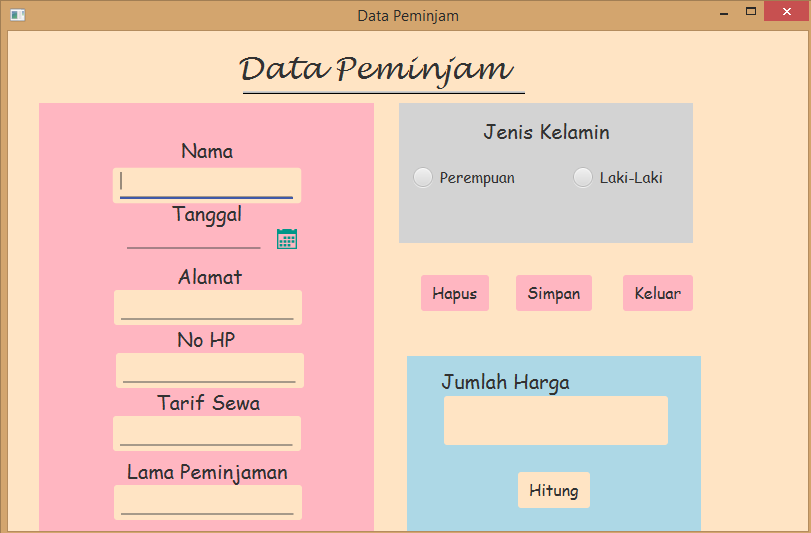 Data Peminjam
Data Peminjam
Nama
Tanggal
Alamat
No HP
Tarif Sewa
Lama Peminjaman
Jenis Kelamin
Perempuan
Laki-Laki
Hapus
Simpan
Keluar
Jumlah Harga
Hitung